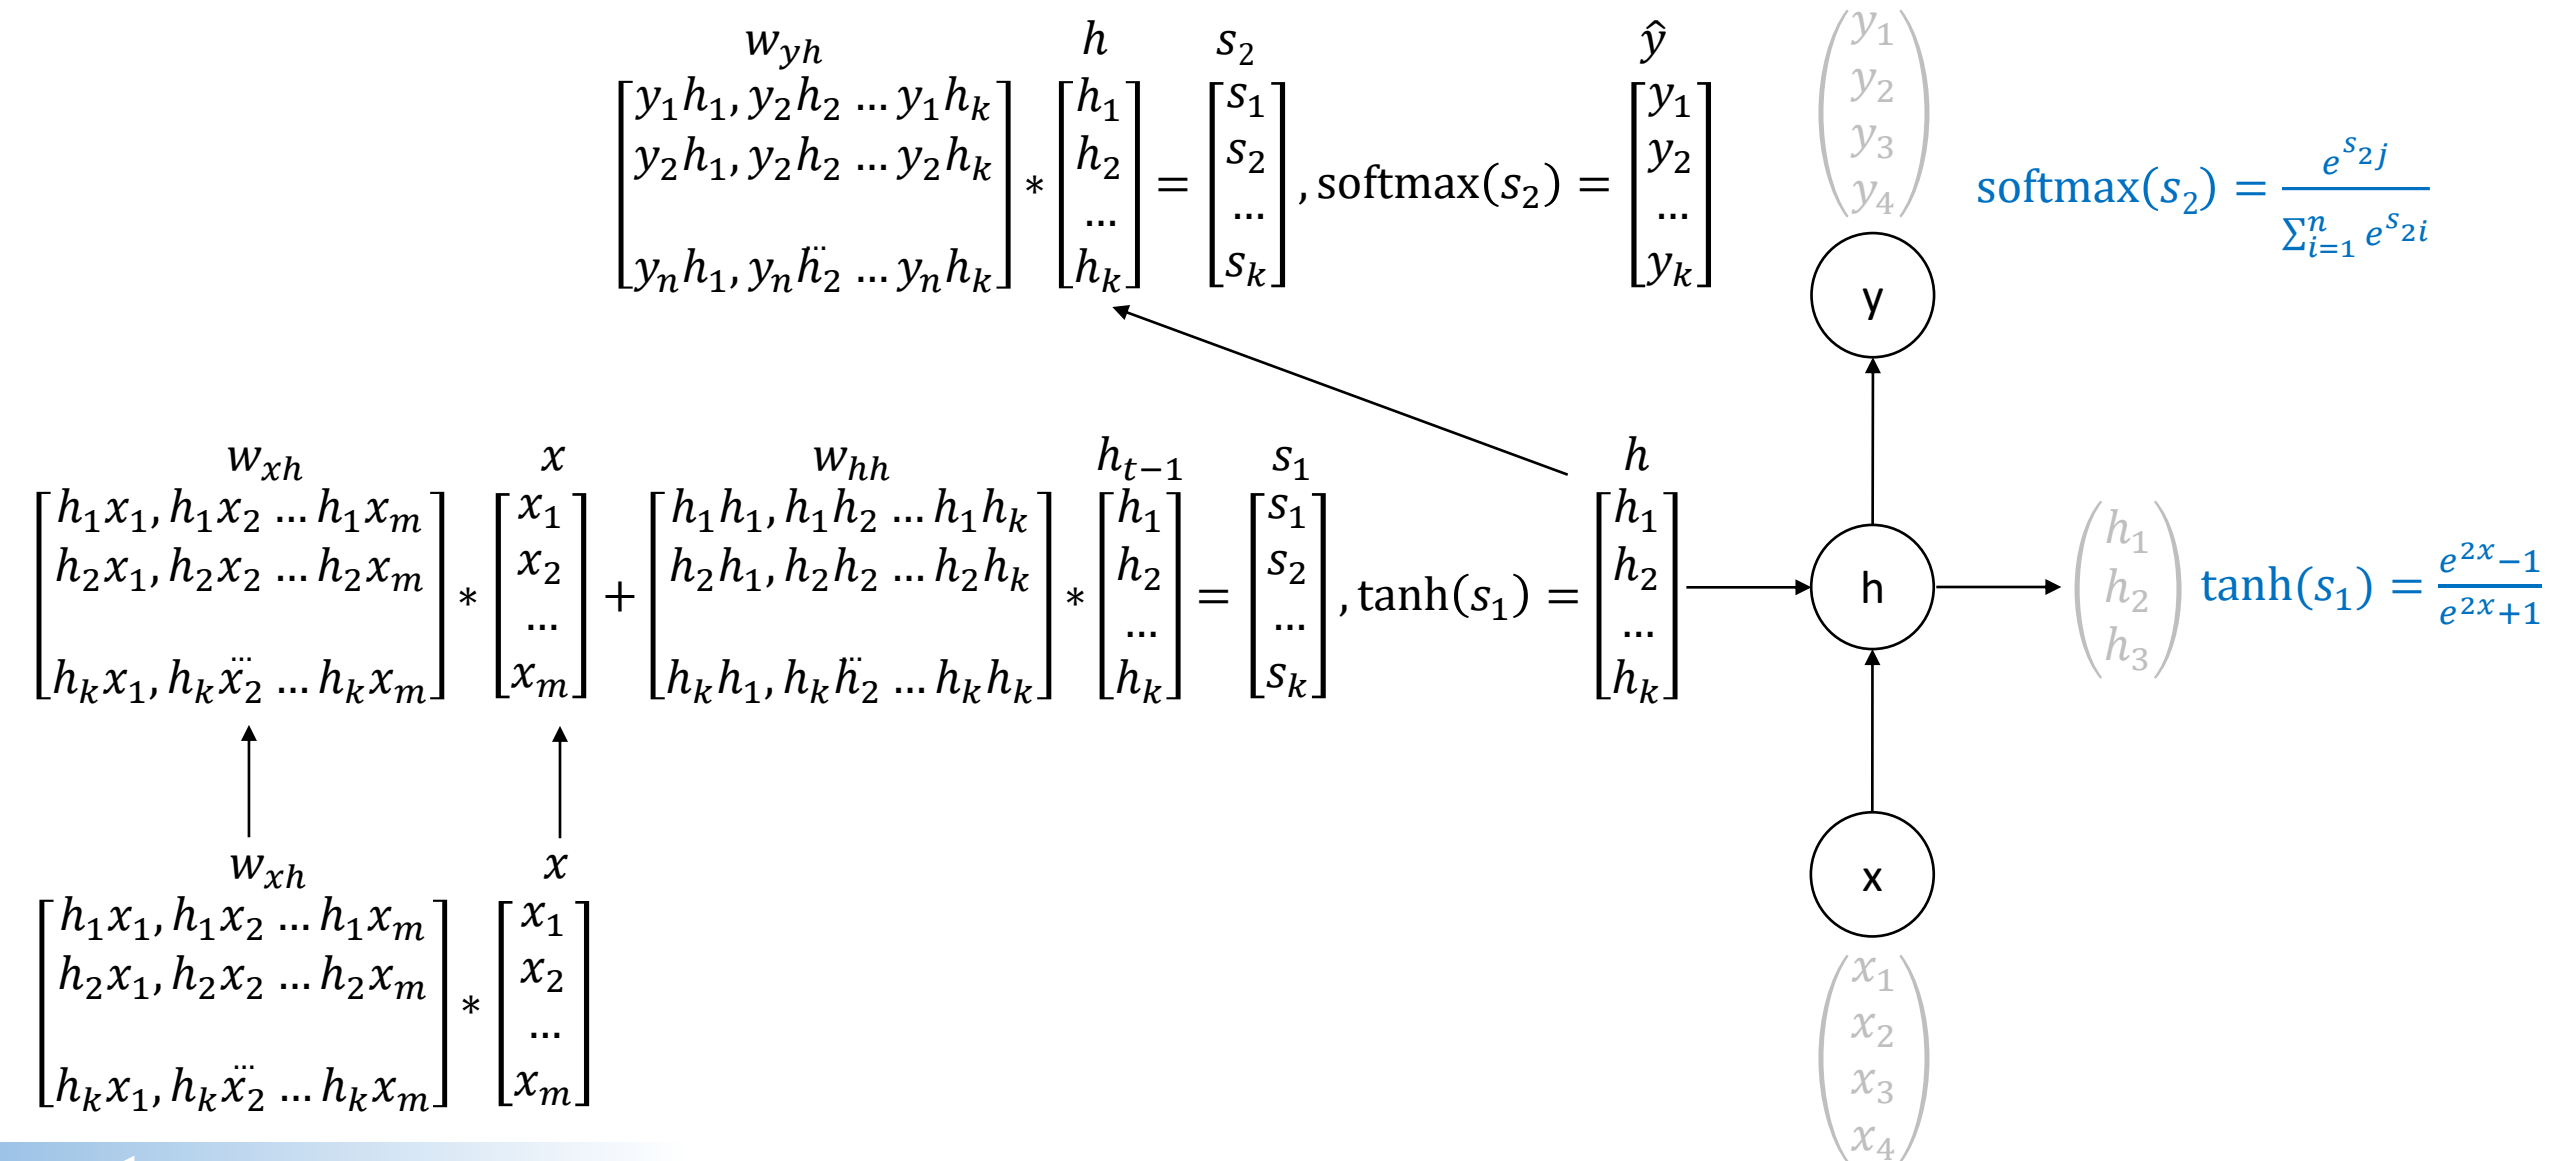 w_yh h s_2 ŷ
[y_1h_1, y_2h_2 ... y_1h_k
y_2h_1, y_2h_2 ... y_2h_k
...
y_nh_1, y_nh_2 ... y_nh_k] * [h_1
h_2
...
h_k] = [s_1
s_2
...
s_k] , softmax(s_2) = [y_1
y_2
...
y_k]
(y_1
y_2
y_3
y_4)
softmax(s_2) = e^{s_2j} / ∑_{i=1}^{n} e^{s_2i}
y
w_xh x w_hh h_{t−1} s_1 h
[h_1x_1, h_1x_2 ... h_1x_m
h_2x_1, h_2x_2 ... h_2x_m
...
h_kx_1, h_kx_2 ... h_kx_m] * [x_1
x_2
...
x_m] + [h_1h_1, h_1h_2 ... h_1h_k
h_2h_1, h_2h_2 ... h_2h_k
...
h_kh_1, h_kh_2 ... h_kh_k] * [h_1
h_2
...
h_k] = [s_1
s_2
...
s_k] , tanh(s_1) = [h_1
h_2
...
h_k]
h
(h_1
h_2
h_3)
tanh(s_1) = (e^{2x}−1) / (e^{2x}+1)
w_xh x
[h_1x_1, h_1x_2 ... h_1x_m
h_2x_1, h_2x_2 ... h_2x_m
...
h_kx_1, h_kx_2 ... h_kx_m] * [x_1
x_2
...
x_m]
x
(x_1
x_2
x_3
x_4)